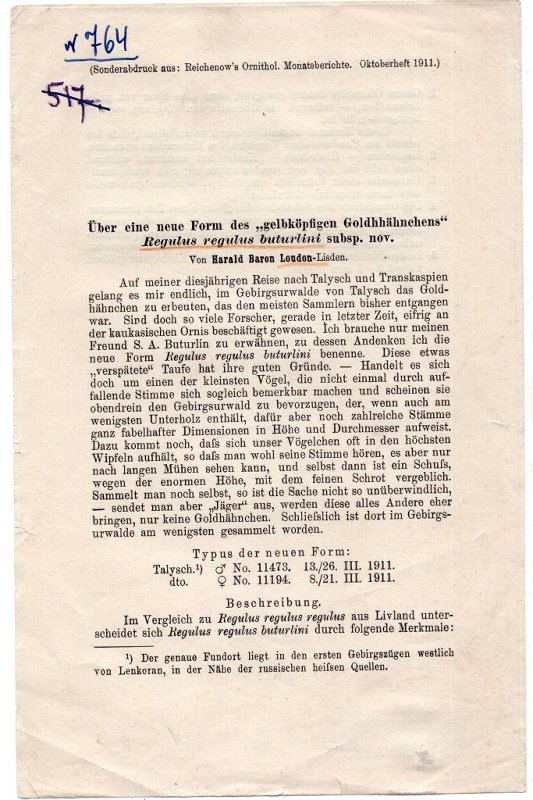 N 764
(Sonderabdruck aus: Reichenow's Ornithol. Monatsberichte. Oktoberheft 1911.)
517.
Über eine neue Form des „gelbköpfigen Goldhhähnchens“
Regulus regulus buturlini subsp. nov.
Von Harald Baron Loudon-Lisden.
Auf meiner diesjährigen Reise nach Talysch und Transkaspien
gelang es mir endlich, im Gebirgsurwalde von Talysch das Gold-
hähnchen zu erbeuten, das den meisten Sammlern bisher entgangen
war. Sind doch so viele Forscher, gerade in letzter Zeit, eifrig an
der kaukasischen Ornis beschäftigt gewesen. Ich brauche nur meinen
Freund S. A. Buturlin zu erwähnen, zu dessen Andenken ich die
neue Form Regulus regulus buturlini benenne. Diese etwas
„verspätete“ Taufe hat ihre guten Gründe. — Handelt es sich
doch um einen der kleinsten Vögel, die nicht einmal durch auf-
fallende Stimme sich sogleich bemerkbar machen und scheinen sie
obendrein den Gebirgsurwald zu bevorzugen, der, wenn auch am
wenigsten Unterholz enthält, dafür aber noch zahlreiche Stämme
ganz fabelhafter Dimensionen in Höhe und Durchmesser aufweist.
Dazu kommt noch, daſs sich unser Vögelchen oft in den höchsten
Wipfeln aufhält, so daſs man wohl seine Stimme hören, es aber nur
nach langen Mühen sehen kann, und selbst dann ist ein Schuſs,
wegen der enormen Höhe, mit dem feinen Schrot vergeblich.
Sammelt man noch selbst, so ist die Sache nicht so unüberwindlich,
— sendet man aber „Jäger“ aus, werden diese alles Andere eher
bringen, nur keine Goldhähnchen. Schlieſslich ist dort im Gebirgs-
urwalde am wenigsten gesammelt worden.
Typus der neuen Form:
Talysch.¹) ♂ No. 11473. 13./26. III. 1911.
dto. ♀ No. 11194. 8./21. III. 1911.
Beschreibung.
Im Vergleich zu Regulus regulus regulus aus Livland unter-
scheidet sich Regulus regulus buturlini durch folgende Merkmale:
¹) Der genaue Fundort liegt in den ersten Gebirgszügen westlich
von Lenkoran, in der Nähe der russischen heiſsen Quellen.